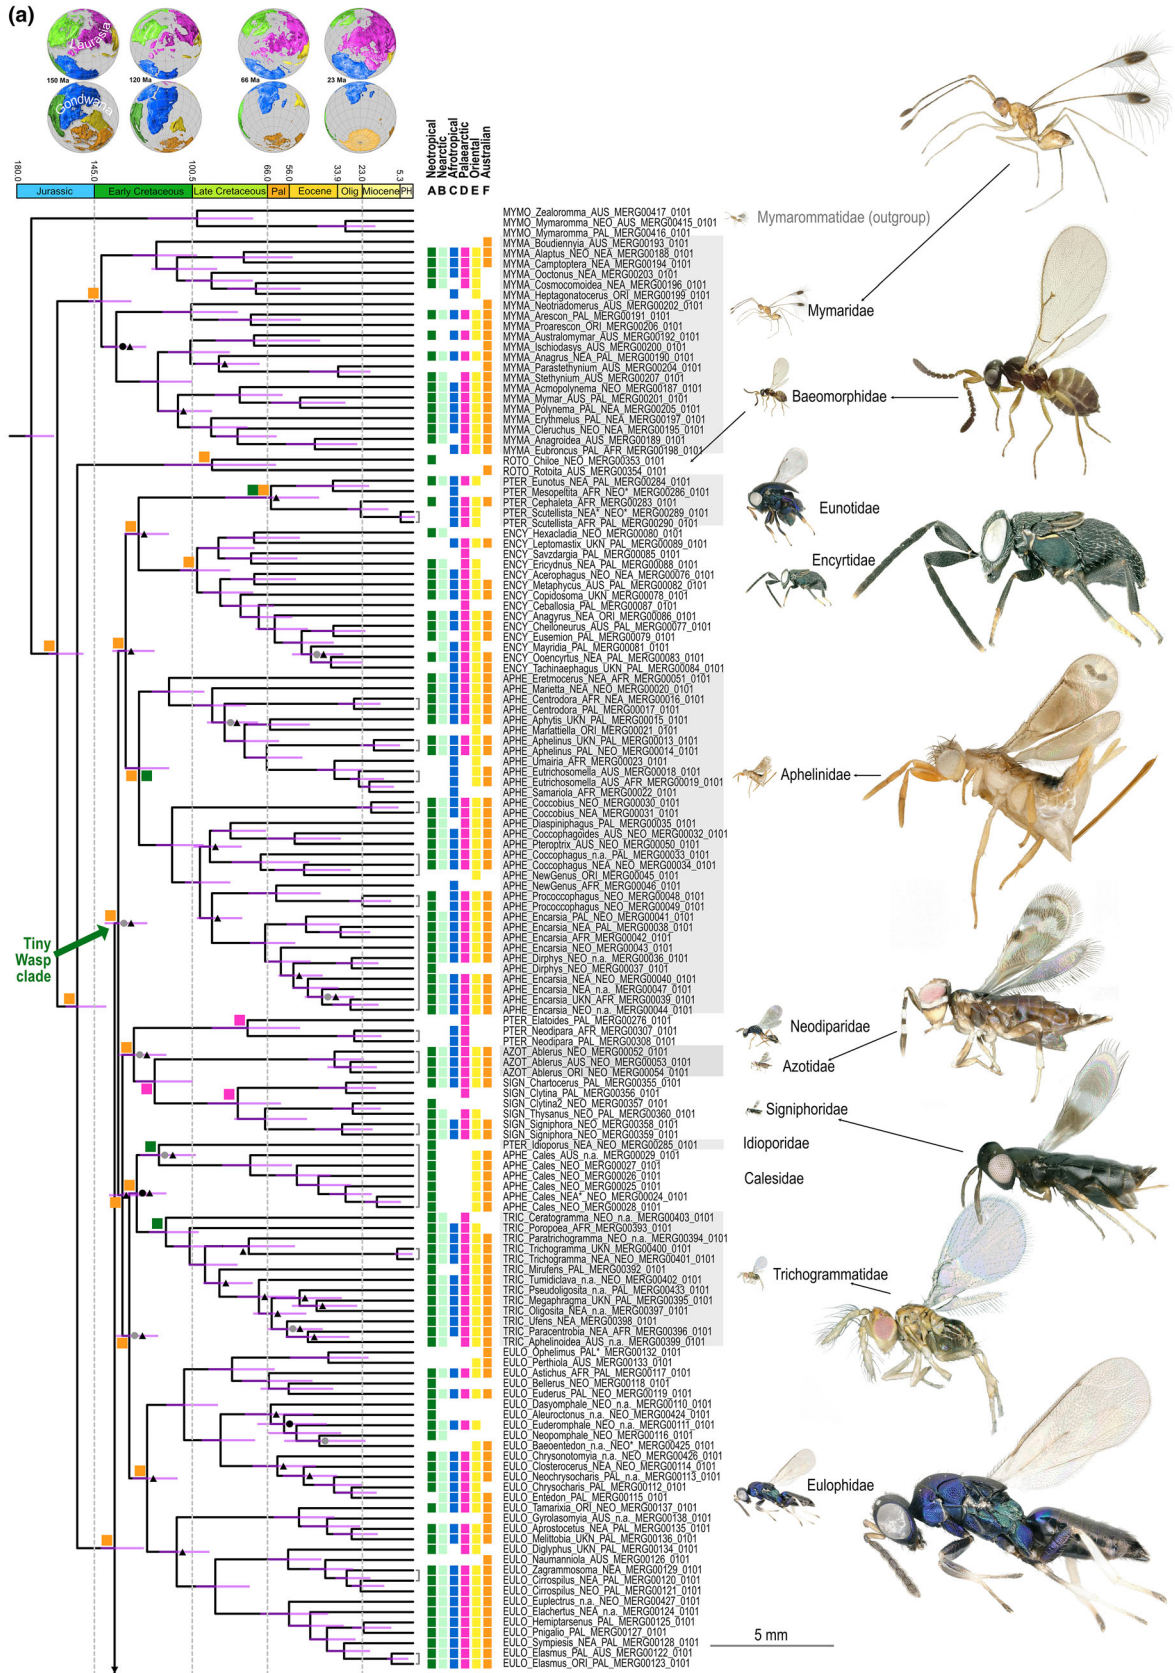 (a)
Laurasia
150 Ma
120 Ma
66 Ma
23 Ma
Gondwana
Neotropical
Nearctic
Afrotropical
Palaearctic
Oriental
Australian
180.0
145.0
100.5
66.0
56.0
33.9
23.0
5.3
A B C D E F
Jurassic
Early Cretaceous
Late Cretaceous
Pal
Eocene
Olig
Miocene
PH
MYMO_Zealoromma_AUS_MERG00417_0101
MYMO_Mymaromma_NEO_AUS_MERG00415_0101
MYMO_Mymaromma_PAL_MERG00416_0101
MYMA_Boudiennyia_AUS_MERG00193_0101
MYMA_Alaptus_NEO_NEA_MERG00188_0101
MYMA_Camptoptera_NEA_MERG00194_0101
MYMA_Ooctonus_NEA_MERG00203_0101
MYMA_Cosmocomoidea_NEA_MERG00196_0101
MYMA_Heptagonatocerus_ORI_MERG00199_0101
MYMA_Neotriadomerus_AUS_MERG00202_0101
MYMA_Arescon_PAL_MERG00191_0101
MYMA_Proarescon_ORI_MERG00206_0101
MYMA_Australomymar_AUS_MERG00192_0101
MYMA_Ischiodasys_AUS_MERG00200_0101
MYMA_Anagrus_NEA_PAL_MERG00190_0101
MYMA_Parastethynium_AUS_MERG00204_0101
MYMA_Stethynium_AUS_MERG00207_0101
MYMA_Acmopolynema_NEO_MERG00187_0101
MYMA_Mymar_AUS_PAL_MERG00201_0101
MYMA_Polynema_PAL_NEA_MERG00205_0101
MYMA_Erythmelus_PAL_NEA_MERG00197_0101
MYMA_Cleruchus_NEO_NEA_MERG00195_0101
MYMA_Anagroidea_AUS_MERG00189_0101
MYMA_Eubroncus_PAL_AFR_MERG00198_0101
ROTO_Chiloe_NEO_MERG00353_0101
ROTO_Rotoita_AUS_MERG00354_0101
PTER_Eunotus_NEA_PAL_MERG00284_0101
PTER_Mesopeltita_AFR_NEO*_MERG00286_0101
PTER_Cephaleta_AFR_MERG00283_0101
PTER_Scutellista_NEA*_NEO*_MERG00289_0101
PTER_Scutellista_AFR_PAL_MERG00290_0101
ENCY_Hexacladia_NEO_MERG00080_0101
ENCY_Leptomastix_UKN_PAL_MERG00089_0101
ENCY_Savzdargia_PAL_MERG00085_0101
ENCY_Ericydnus_NEA_PAL_MERG00088_0101
ENCY_Acerophagus_NEO_NEA_MERG00076_0101
ENCY_Metaphycus_AUS_PAL_MERG00082_0101
ENCY_Copidosoma_UKN_MERG00078_0101
ENCY_Ceballosia_PAL_MERG00087_0101
ENCY_Anagyrus_NEA_ORI_MERG00086_0101
ENCY_Cheiloneurus_AUS_PAL_MERG00077_0101
ENCY_Eusemion_PAL_MERG00079_0101
ENCY_Mayridia_PAL_MERG00081_0101
ENCY_Ooencyrtus_NEA_PAL_MERG00083_0101
ENCY_Tachinaephagus_UKN_PAL_MERG00084_0101
APHE_Eretmocerus_NEA_AFR_MERG00051_0101
APHE_Marietta_NEA_NEO_MERG00020_0101
APHE_Centrodora_AFR_NEA_MERG00016_0101
APHE_Centrodora_PAL_MERG00017_0101
APHE_Aphytis_UKN_PAL_MERG00015_0101
APHE_Marlattiella_ORI_MERG00021_0101
APHE_Aphelinus_UKN_PAL_MERG00013_0101
APHE_Aphelinus_PAL_NEO_MERG00014_0101
APHE_Umairia_AFR_MERG00023_0101
APHE_Eutrichosomella_AUS_MERG00018_0101
APHE_Eutrichosomella_AUS_AFR_MERG00019_0101
APHE_Samariola_AFR_MERG00022_0101
APHE_Coccobius_NEO_MERG00030_0101
APHE_Coccobius_NEA_MERG00031_0101
APHE_Diaspiniphagus_PAL_MERG00035_0101
APHE_Coccophagoides_AUS_NEO_MERG00032_0101
APHE_Pteroptrix_AUS_NEO_MERG00050_0101
APHE_Coccophagus_n.a._PAL_MERG00033_0101
APHE_Coccophagus_NEA_NEO_MERG00034_0101
APHE_NewGenus_ORI_MERG00045_0101
APHE_NewGenus_AFR_MERG00046_0101
APHE_Prococcophagus_NEO_MERG00048_0101
APHE_Prococcophagus_NEO_MERG00049_0101
APHE_Encarsia_PAL_NEO_MERG00041_0101
APHE_Encarsia_NEA_PAL_MERG00038_0101
APHE_Encarsia_AFR_MERG00042_0101
APHE_Encarsia_NEO_MERG00043_0101
APHE_Dirphys_NEO_n.a._MERG00036_0101
APHE_Dirphys_NEO_MERG00037_0101
APHE_Encarsia_NEA_NEO_MERG00040_0101
APHE_Encarsia_NEA_n.a._MERG00047_0101
APHE_Encarsia_UKN_AFR_MERG00039_0101
APHE_Encarsia_NEO_n.a._MERG00044_0101
PTER_Elatoides_PAL_MERG00276_0101
PTER_Neodipara_AFR_MERG00307_0101
PTER_Neodipara_PAL_MERG00308_0101
AZOT_Ablerus_NEO_MERG00052_0101
AZOT_Ablerus_AUS_NEO_MERG00053_0101
AZOT_Ablerus_ORI_NEO_MERG00054_0101
SIGN_Chartocerus_PAL_MERG00355_0101
SIGN_Clytina_PAL_MERG00356_0101
SIGN_Clytina2_NEO_MERG00357_0101
SIGN_Thysanus_NEO_PAL_MERG00360_0101
SIGN_Signiphora_NEO_MERG00358_0101
SIGN_Signiphora_NEO_MERG00359_0101
PTER_Idioporus_NEA_NEO_MERG00285_0101
APHE_Cales_AUS_n.a._MERG00029_0101
APHE_Cales_NEO_MERG00027_0101
APHE_Cales_NEO_MERG00026_0101
APHE_Cales_NEO_MERG00025_0101
APHE_Cales_NEA*_NEO_MERG00024_0101
APHE_Cales_NEO_MERG00028_0101
TRIC_Ceratogramma_NEO_n.a._MERG00403_0101
TRIC_Poropoea_AFR_MERG00393_0101
TRIC_Paratrichogramma_NEO_n.a._MERG00394_0101
TRIC_Trichogramma_UKN_MERG00400_0101
TRIC_Trichogramma_NEA_NEO_MERG00401_0101
TRIC_Mirufens_PAL_MERG00392_0101
TRIC_Tumidiclava_n.a._NEO_MERG00402_0101
TRIC_Pseudoligosita_n.a._PAL_MERG00433_0101
TRIC_Megaphragma_UKN_PAL_MERG00395_0101
TRIC_Oligosita_NEA_n.a._MERG00397_0101
TRIC_Ufens_NEA_MERG00398_0101
TRIC_Paracentrobia_NEA_AFR_MERG00396_0101
TRIC_Aphelinoidea_AUS_n.a._MERG00399_0101
EULO_Ophelimus_PAL*_MERG00132_0101
EULO_Perthiola_AUS_MERG00133_0101
EULO_Astichus_AFR_PAL_MERG00117_0101
EULO_Bellerus_NEO_MERG00118_0101
EULO_Euderus_PAL_NEO_MERG00119_0101
EULO_Dasyomphale_NEO_n.a._MERG00110_0101
EULO_Aleuroctonus_n.a._NEO_MERG00424_0101
EULO_Euderomphale_NEO_n.a._MERG00111_0101
EULO_Neopomphale_NEO_MERG00116_0101
EULO_Baeoentedon_n.a._NEO*_MERG00425_0101
EULO_Chrysonotomyia_n.a._NEO_MERG00426_0101
EULO_Closterocerus_NEA_NEO_MERG00114_0101
EULO_Neochrysocharis_PAL_n.a._MERG00113_0101
EULO_Chrysocharis_PAL_MERG00112_0101
EULO_Entedon_PAL_MERG00115_0101
EULO_Tamarixia_ORI_NEO_MERG00137_0101
EULO_Gyrolasomyia_AUS_n.a._MERG00138_0101
EULO_Aprostocetus_NEA_PAL_MERG00135_0101
EULO_Melittobia_UKN_PAL_MERG00136_0101
EULO_Diglyphus_UKN_PAL_MERG00134_0101
EULO_Naumanniola_AUS_MERG00126_0101
EULO_Zagrammosoma_NEA_MERG00129_0101
EULO_Cirrospilus_NEA_PAL_MERG00120_0101
EULO_Cirrospilus_NEO_PAL_MERG00121_0101
EULO_Euplectrus_n.a._NEO_MERG00427_0101
EULO_Elachertus_NEA_n.a._MERG00124_0101
EULO_Hemiptarsenus_PAL_MERG00125_0101
EULO_Pnigalio_PAL_MERG00127_0101
EULO_Sympiesis_NEA_PAL_MERG00128_0101
EULO_Elasmus_PAL_AUS_MERG00122_0101
EULO_Elasmus_ORI_PAL_MERG00123_0101
Tiny
Wasp
clade
Mymarommatidae (outgroup)
Mymaridae
Baeomorphidae
Eunotidae
Encyrtidae
Aphelinidae
Neodiparidae
Azotidae
Signiphoridae
Idioporidae
Calesidae
Trichogrammatidae
Eulophidae
5 mm